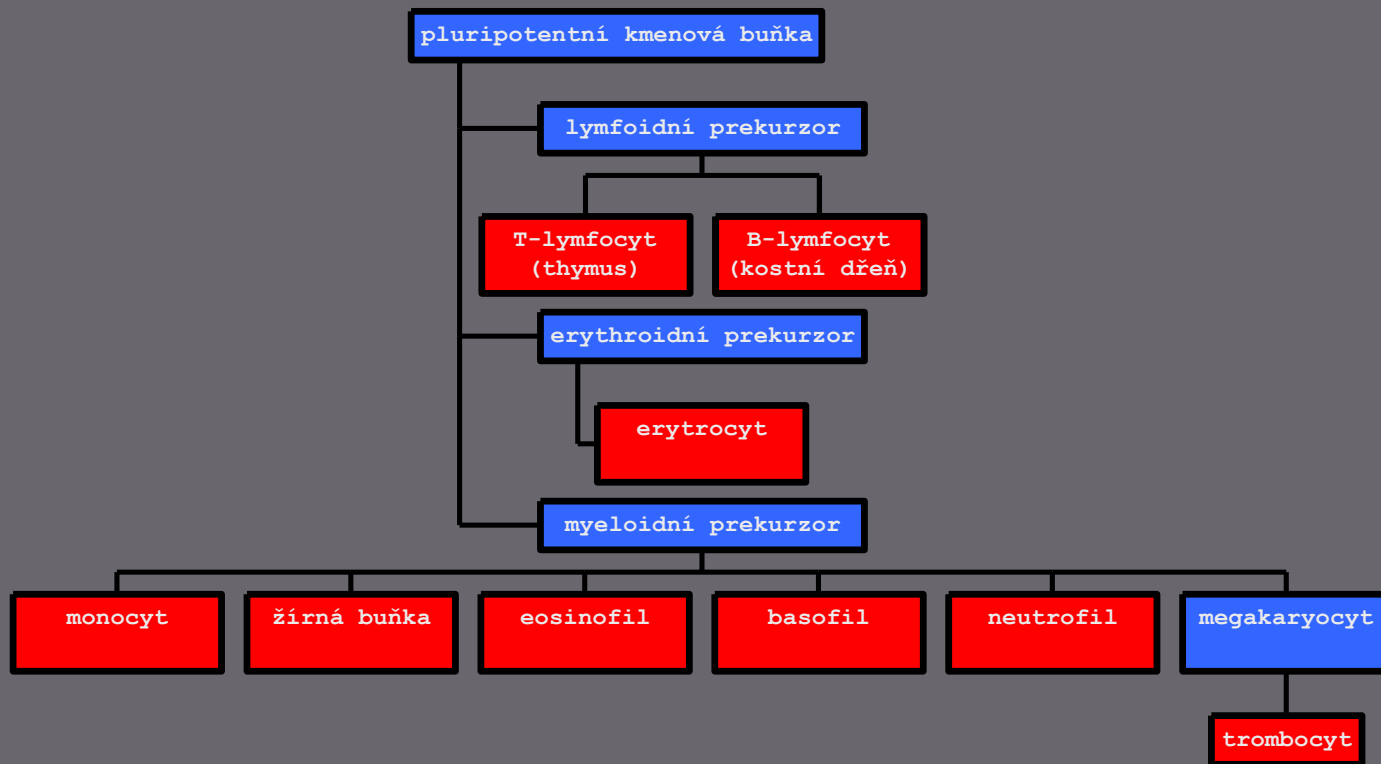 pluripotentní kmenová buňka
lymfoidní prekurzor
T-lymfocyt
(thymus)
B-lymfocyt
(kostní dřeň)
erythroidní prekurzor
erytrocyt
myeloidní prekurzor
monocyt
žírná buňka
eosinofil
basofil
neutrofil
megakaryocyt
trombocyt